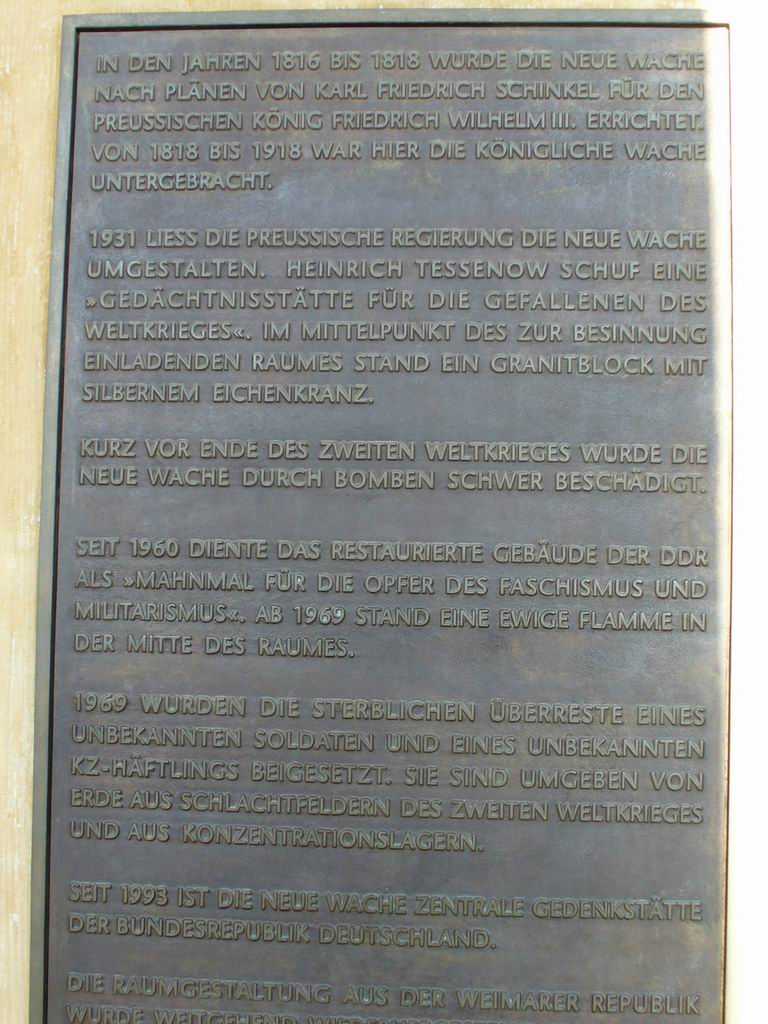 IN DEN JAHREN 1816 BIS 1818 WURDE DIE NEUE WACHE
NACH PLÄNEN VON KARL FRIEDRICH SCHINKEL FÜR DEN
PREUSSISCHEN KÖNIG FRIEDRICH WILHELM III. ERRICHTET.
VON 1818 BIS 1918 WAR HIER DIE KÖNIGLICHE WACHE
UNTERGEBRACHT.
1931 LIESS DIE PREUSSISCHE REGIERUNG DIE NEUE WACHE
UMGESTALTEN. HEINRICH TESSENOW SCHUF EINE
»GEDÄCHTNISSTÄTTE FÜR DIE GEFALLENEN DES
WELTKRIEGES«. IM MITTELPUNKT DES ZUR BESINNUNG
EINLADENDEN RAUMES STAND EIN GRANITBLOCK MIT
SILBERNEM EICHENKRANZ.
KURZ VOR ENDE DES ZWEITEN WELTKRIEGES WURDE DIE
NEUE WACHE DURCH BOMBEN SCHWER BESCHÄDIGT.
SEIT 1960 DIENTE DAS RESTAURIERTE GEBÄUDE DER DDR
ALS »MAHNMAL FÜR DIE OPFER DES FASCHISMUS UND
MILITARISMUS«. AB 1969 STAND EINE EWIGE FLAMME IN
DER MITTE DES RAUMES.
1969 WURDEN DIE STERBLICHEN ÜBERRESTE EINES
UNBEKANNTEN SOLDATEN UND EINES UNBEKANNTEN
KZ-HÄFTLINGS BEIGESETZT. SIE SIND UMGEBEN VON
ERDE AUS SCHLACHTFELDERN DES ZWEITEN WELTKRIEGES
UND AUS KONZENTRATIONSLAGERN.
SEIT 1993 IST DIE NEUE WACHE ZENTRALE GEDENKSTÄTTE
DER BUNDESREPUBLIK DEUTSCHLAND.
DIE RAUMGESTALTUNG AUS DER WEIMARER REPUBLIK
WURDE WEITGEHEND